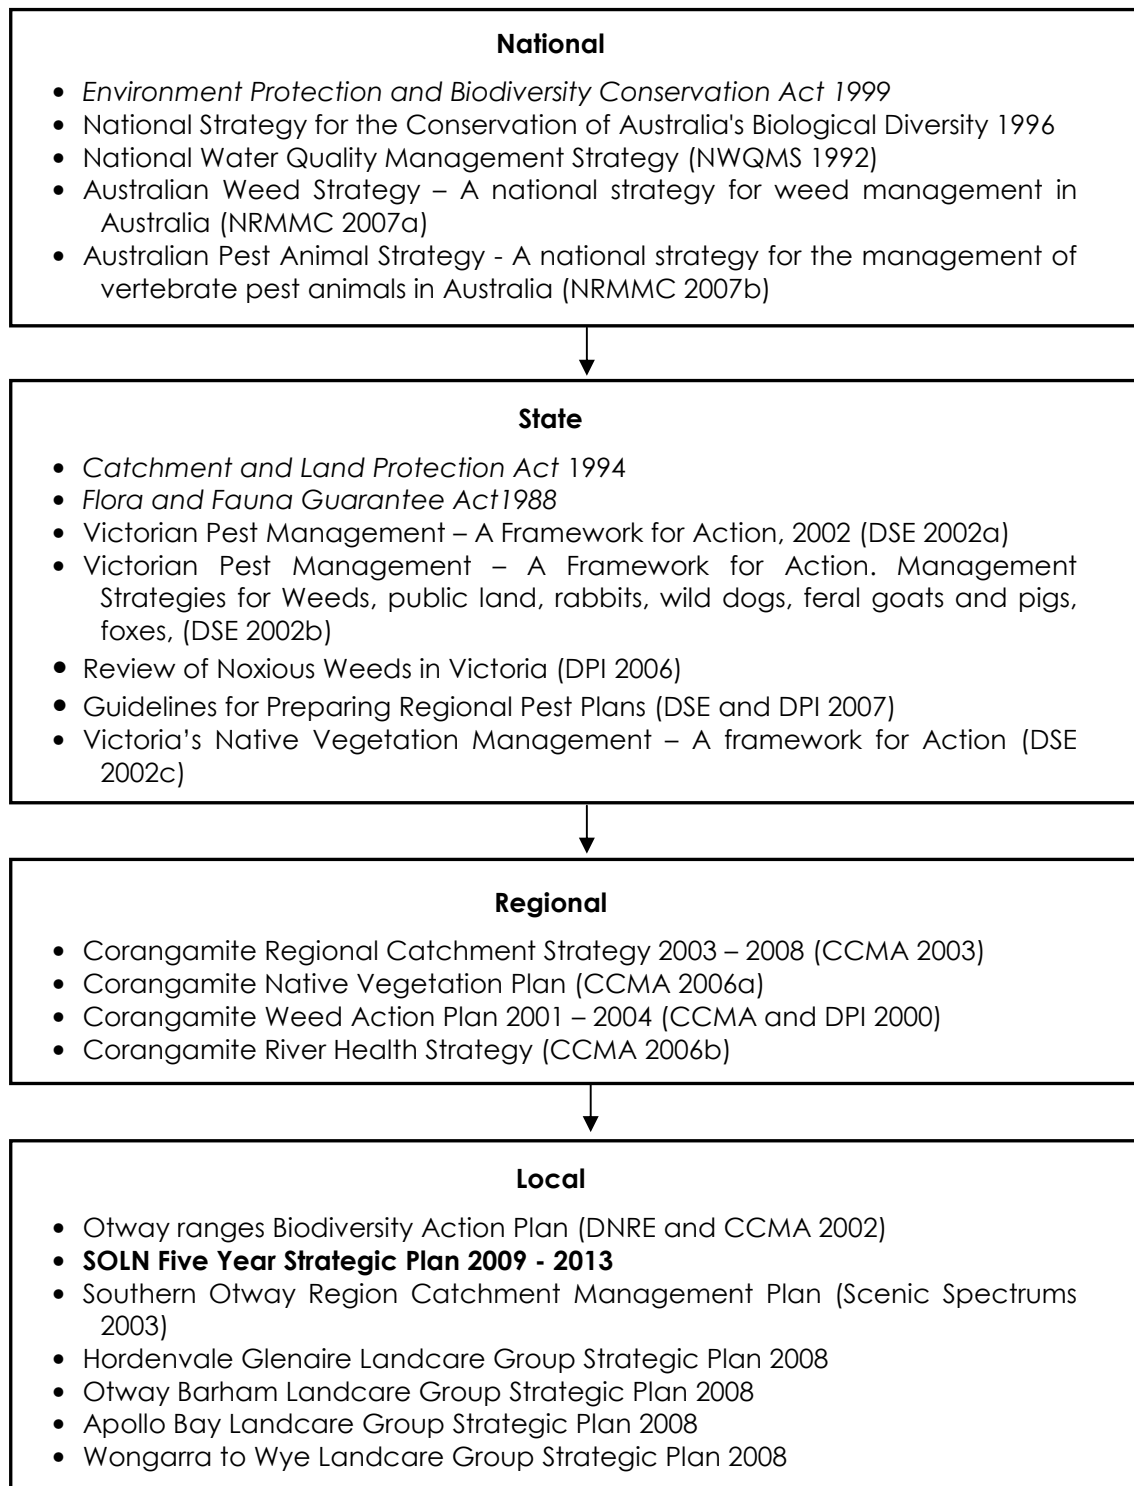 National
• Environment Protection and Biodiversity Conservation Act 1999
• National Strategy for the Conservation of Australia's Biological Diversity 1996
• National Water Quality Management Strategy (NWQMS 1992)
• Australian Weed Strategy – A national strategy for weed management in
Australia (NRMMC 2007a)
• Australian Pest Animal Strategy - A national strategy for the management of
vertebrate pest animals in Australia (NRMMC 2007b)
State
• Catchment and Land Protection Act 1994
• Flora and Fauna Guarantee Act1988
• Victorian Pest Management – A Framework for Action, 2002 (DSE 2002a)
• Victorian Pest Management – A Framework for Action. Management
Strategies for Weeds, public land, rabbits, wild dogs, feral goats and pigs,
foxes, (DSE 2002b)
• Review of Noxious Weeds in Victoria (DPI 2006)
• Guidelines for Preparing Regional Pest Plans (DSE and DPI 2007)
• Victoria’s Native Vegetation Management – A framework for Action (DSE
2002c)
Regional
• Corangamite Regional Catchment Strategy 2003 – 2008 (CCMA 2003)
• Corangamite Native Vegetation Plan (CCMA 2006a)
• Corangamite Weed Action Plan 2001 – 2004 (CCMA and DPI 2000)
• Corangamite River Health Strategy (CCMA 2006b)
Local
• Otway ranges Biodiversity Action Plan (DNRE and CCMA 2002)
• SOLN Five Year Strategic Plan 2009 - 2013
• Southern Otway Region Catchment Management Plan (Scenic Spectrums
2003)
• Hordenvale Glenaire Landcare Group Strategic Plan 2008
• Otway Barham Landcare Group Strategic Plan 2008
• Apollo Bay Landcare Group Strategic Plan 2008
• Wongarra to Wye Landcare Group Strategic Plan 2008